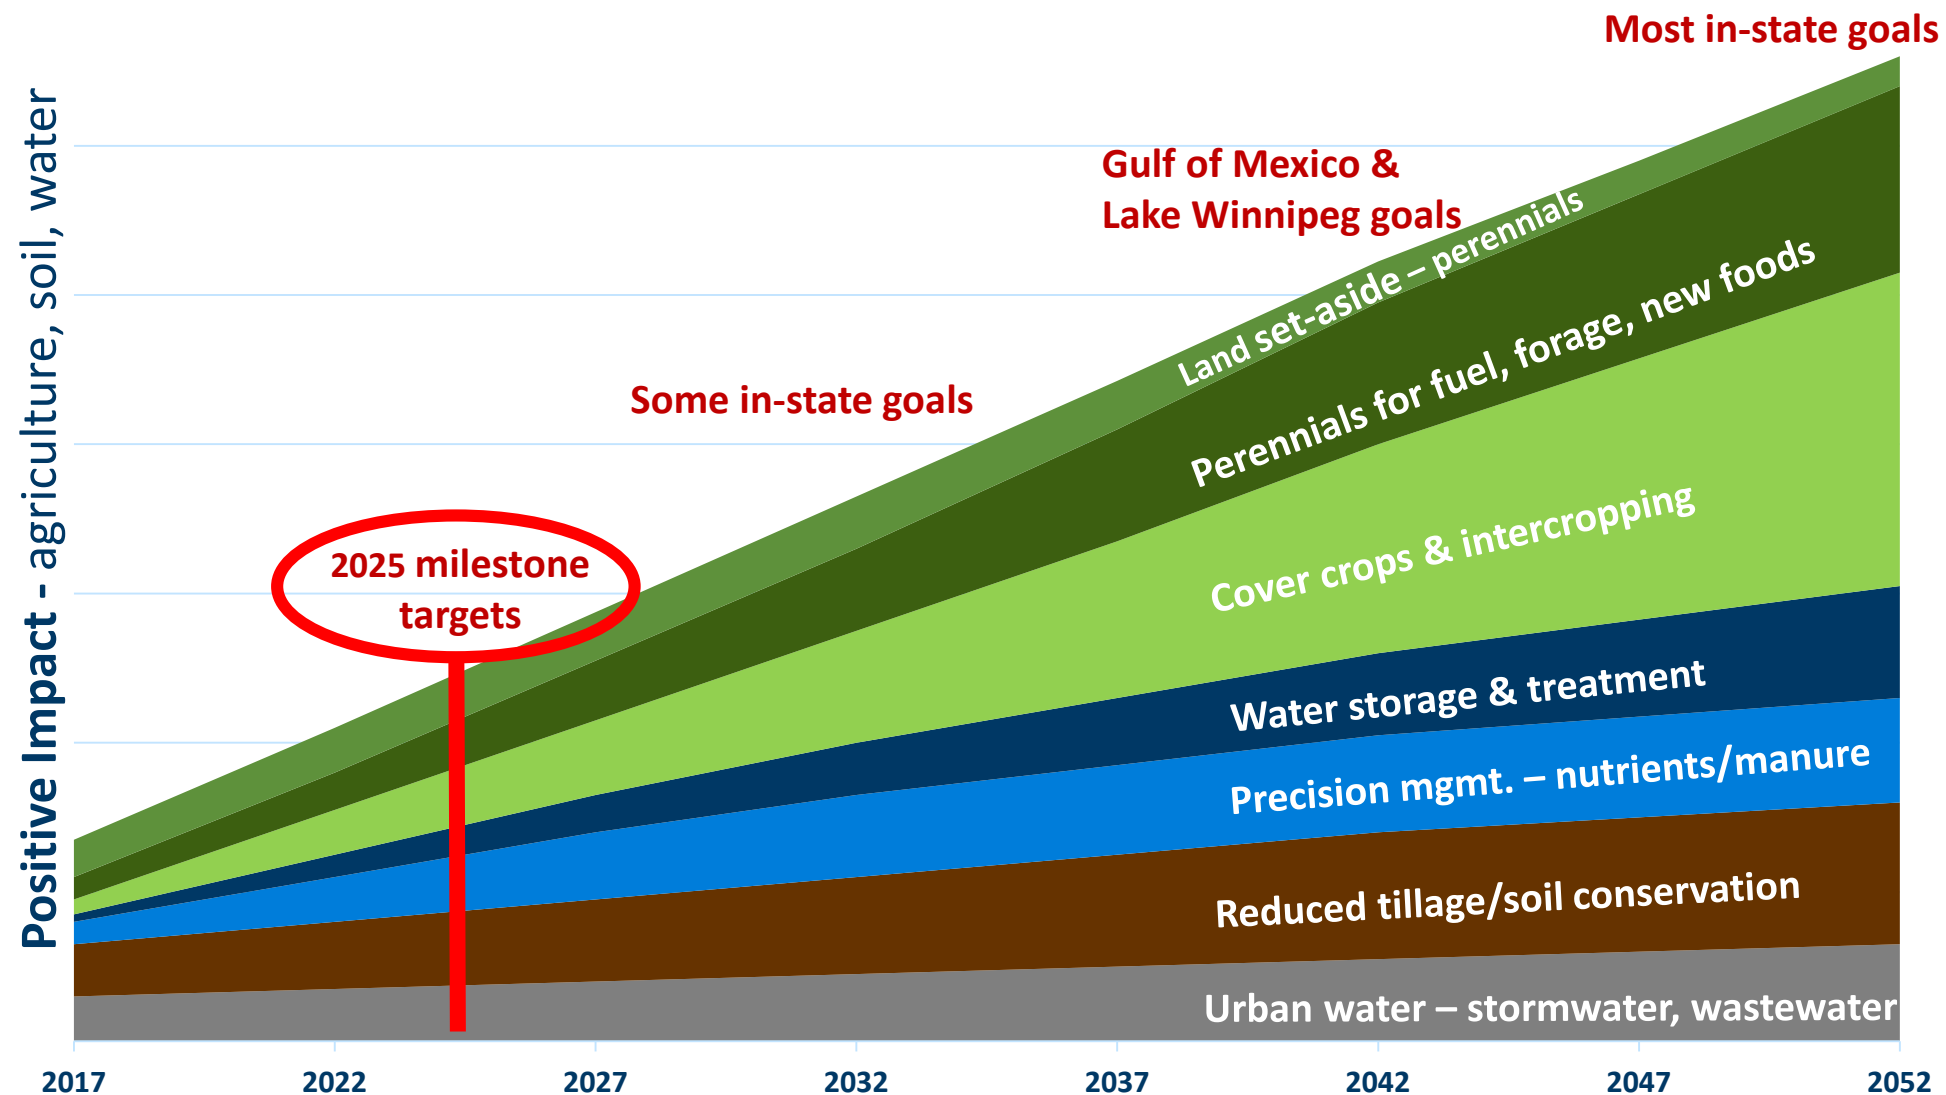 Most in-state goals
Gulf of Mexico &
Lake Winnipeg goals
Some in-state goals
2025 milestone
targets
Positive Impact - agriculture, soil, water
Land set-aside – perennials
Perennials for fuel, forage, new foods
Cover crops & intercropping
Water storage & treatment
Precision mgmt. – nutrients/manure
Reduced tillage/soil conservation
Urban water – stormwater, wastewater
2017 2022 2027 2032 2037 2042 2047 2052